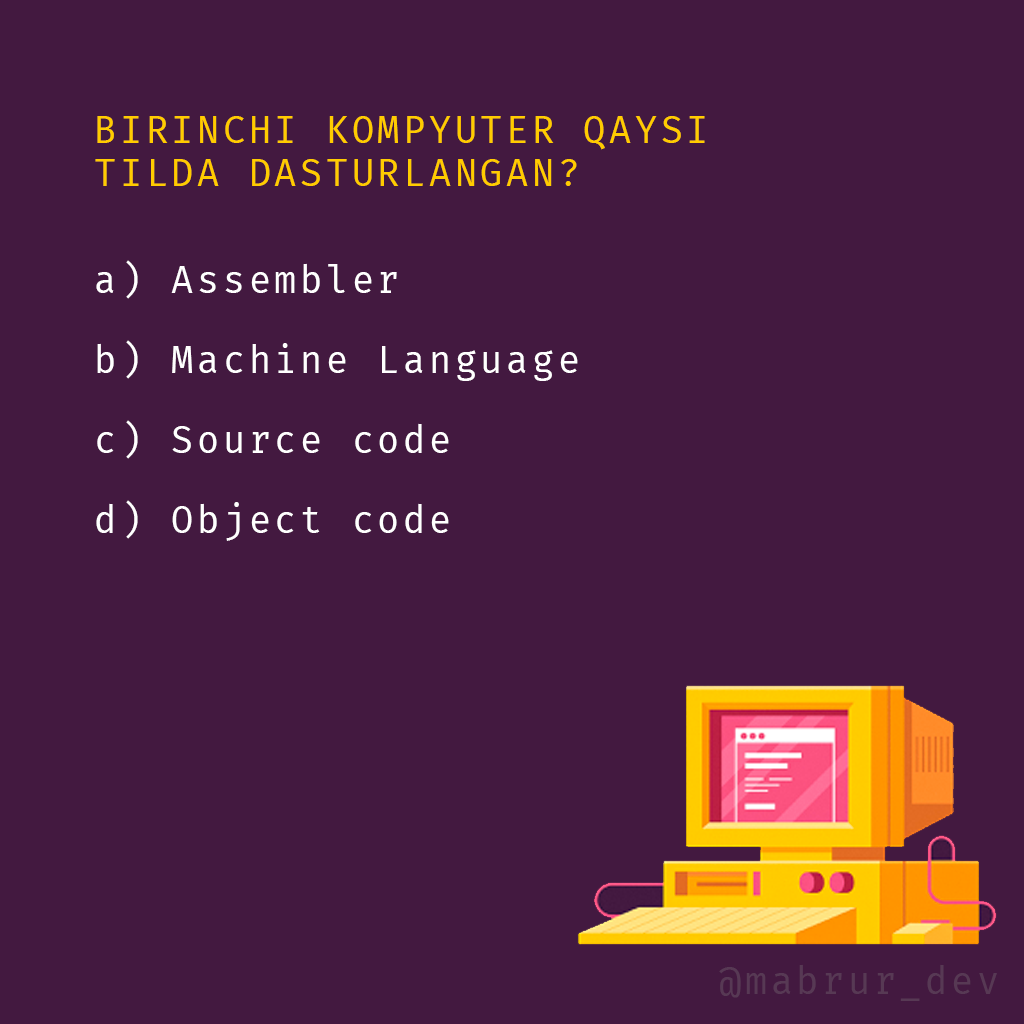 BIRINCHI KOMPYUTER QAYSI
TILDA DASTURLANGAN?
a) Assembler
b) Machine Language
c) Source code
d) Object code
@mabrur_dev